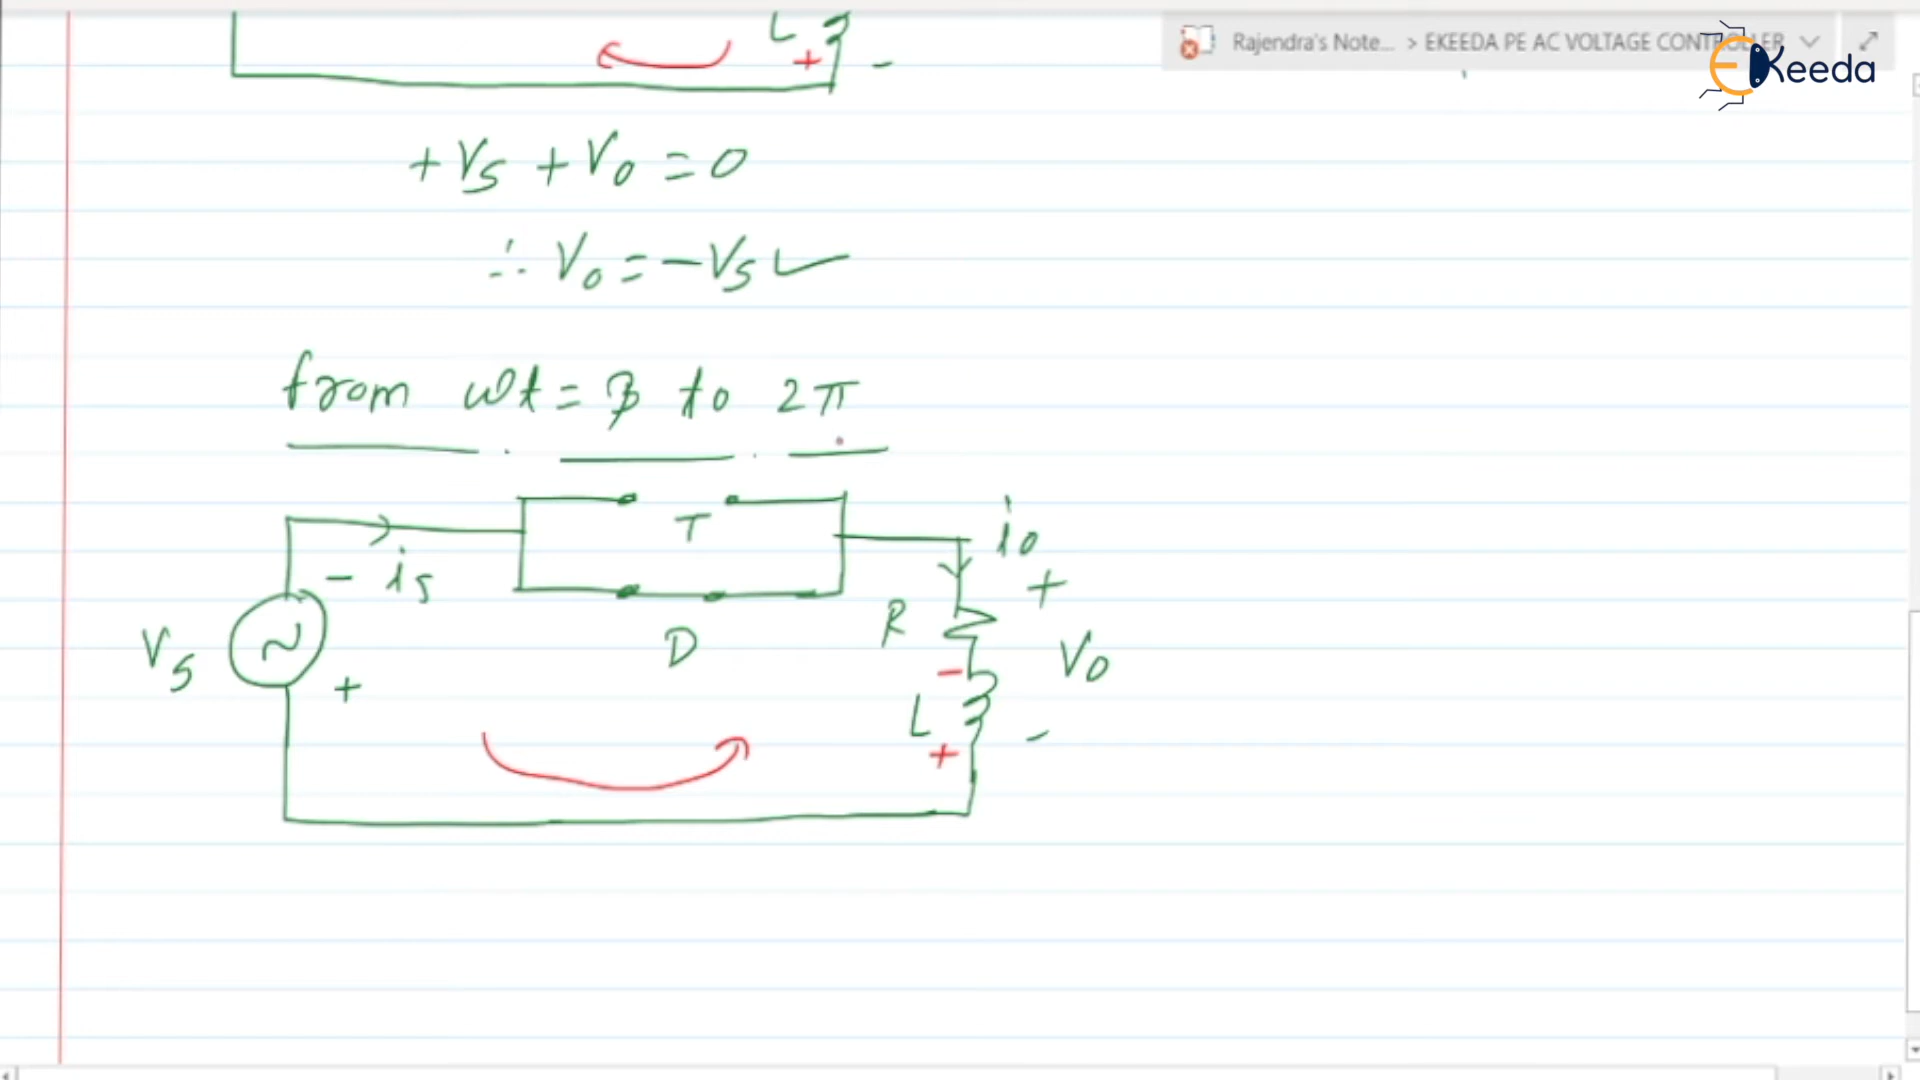 Rajendra's Note... > EKEEDA PE AC VOLTAGE CONTROLLER
EKeeda
L
+ -
+Vs + Vo = 0
∴ Vo = -Vs
from ωt = β to 2π
T
io
- is
+
R
Vs
D
Vo
-
+
L
-
+